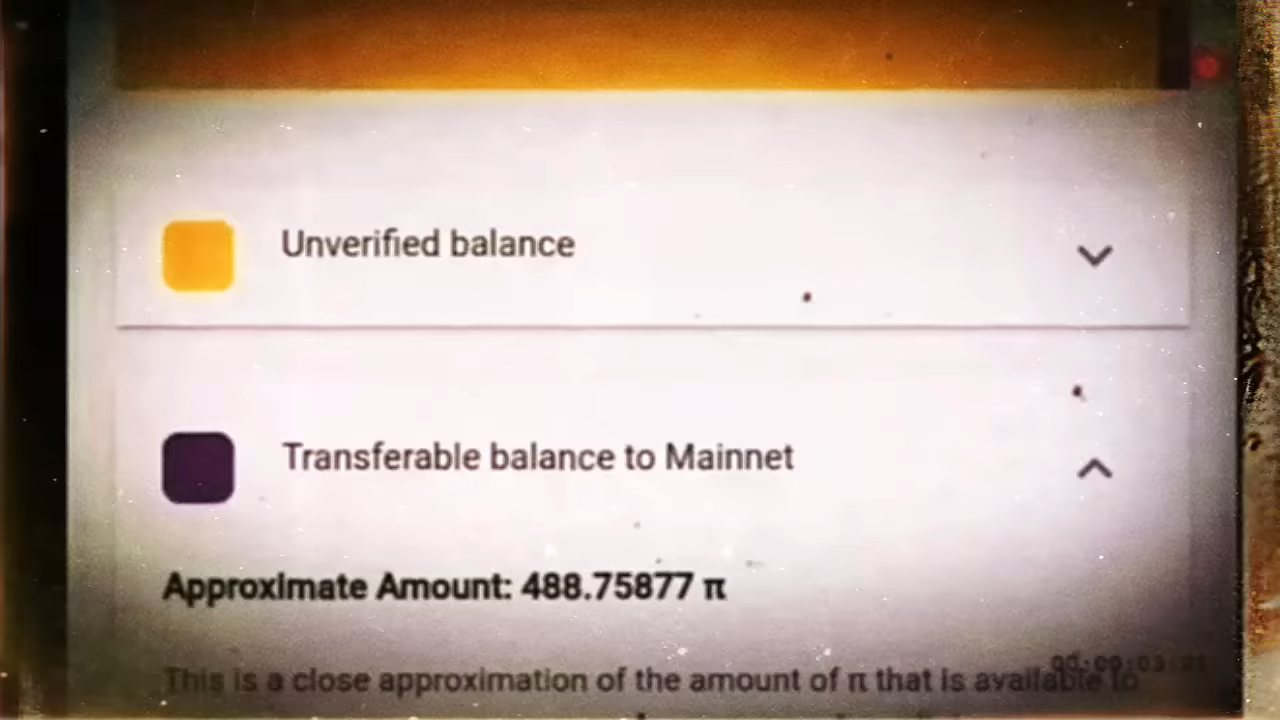 Unverified balance
Transferable balance to Mainnet
Approximate Amount: 488.75877 π
This is a close approximation of the amount of π that is available to